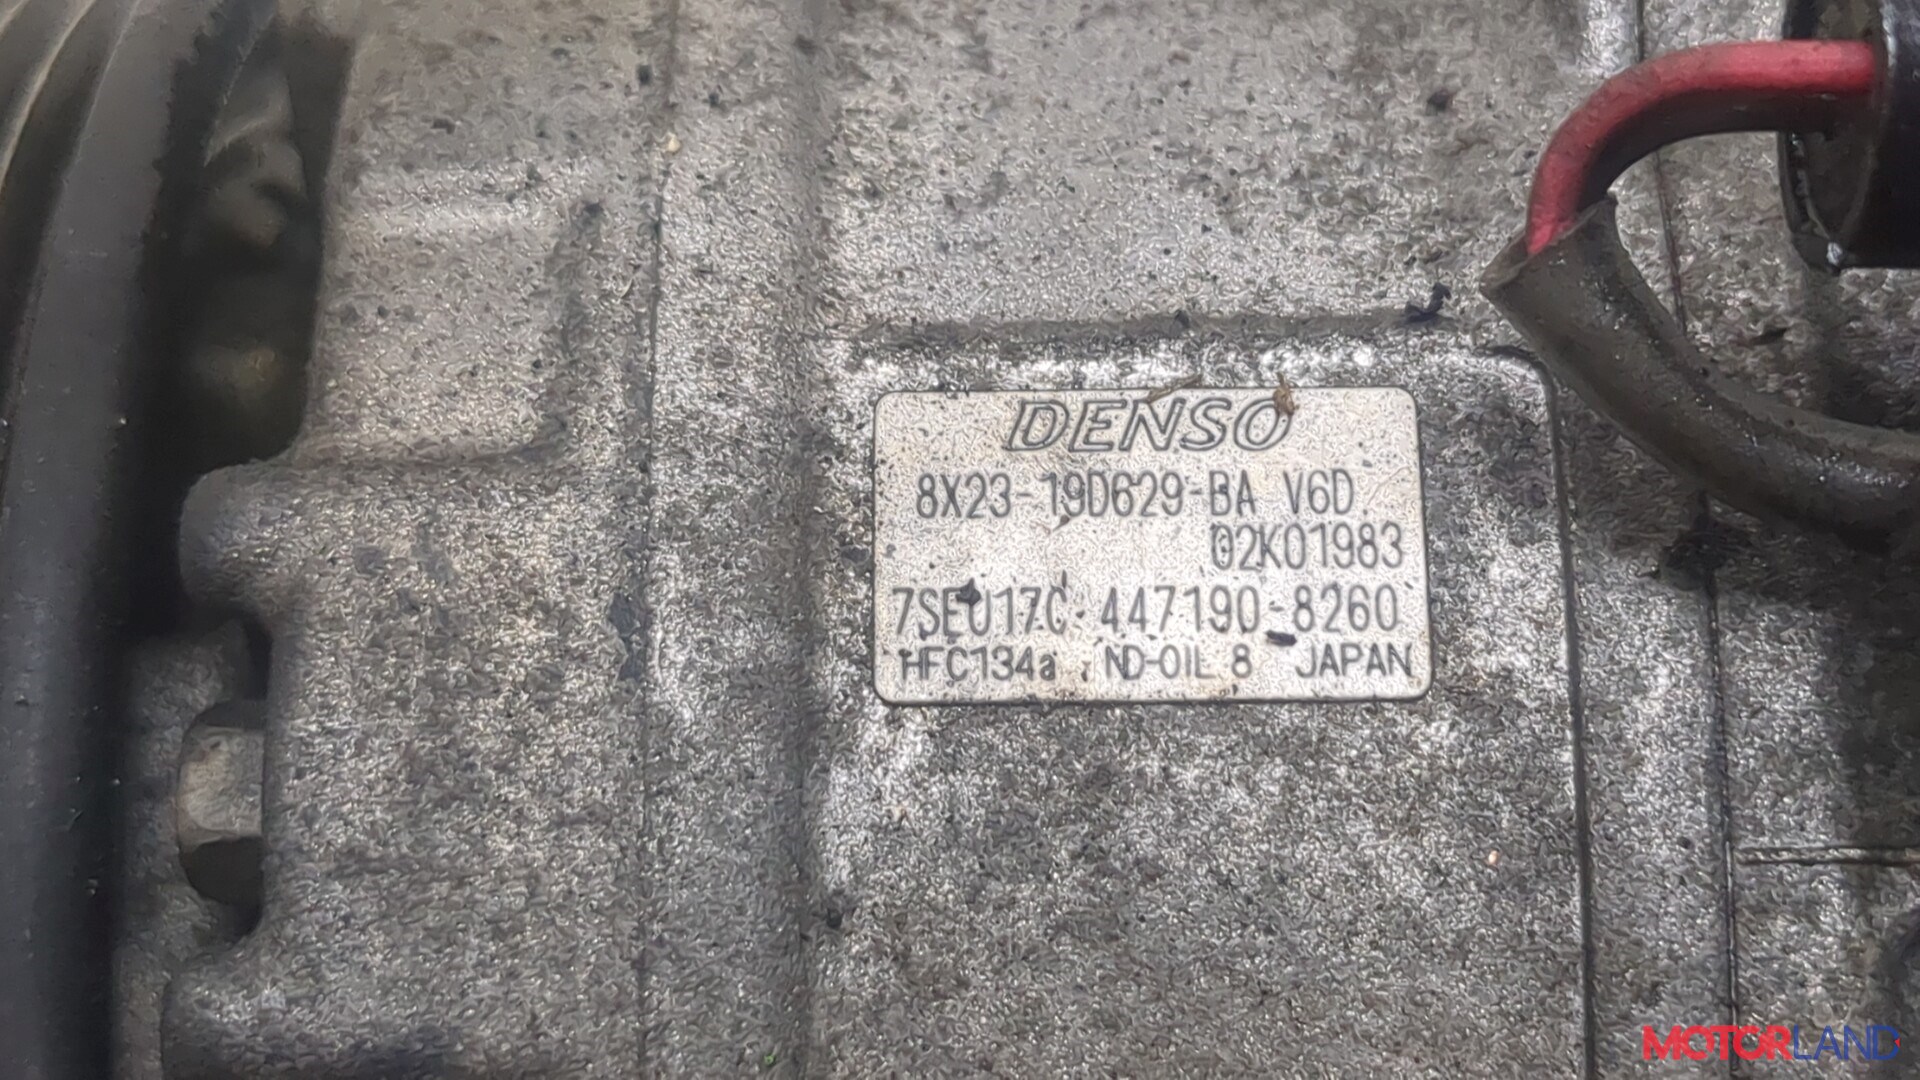 DENSO
8X23-19D629-BA V6D
02K01983
7SEU17C 447190-8260
HFC134a ND-OIL 8 JAPAN
MOTORLAND